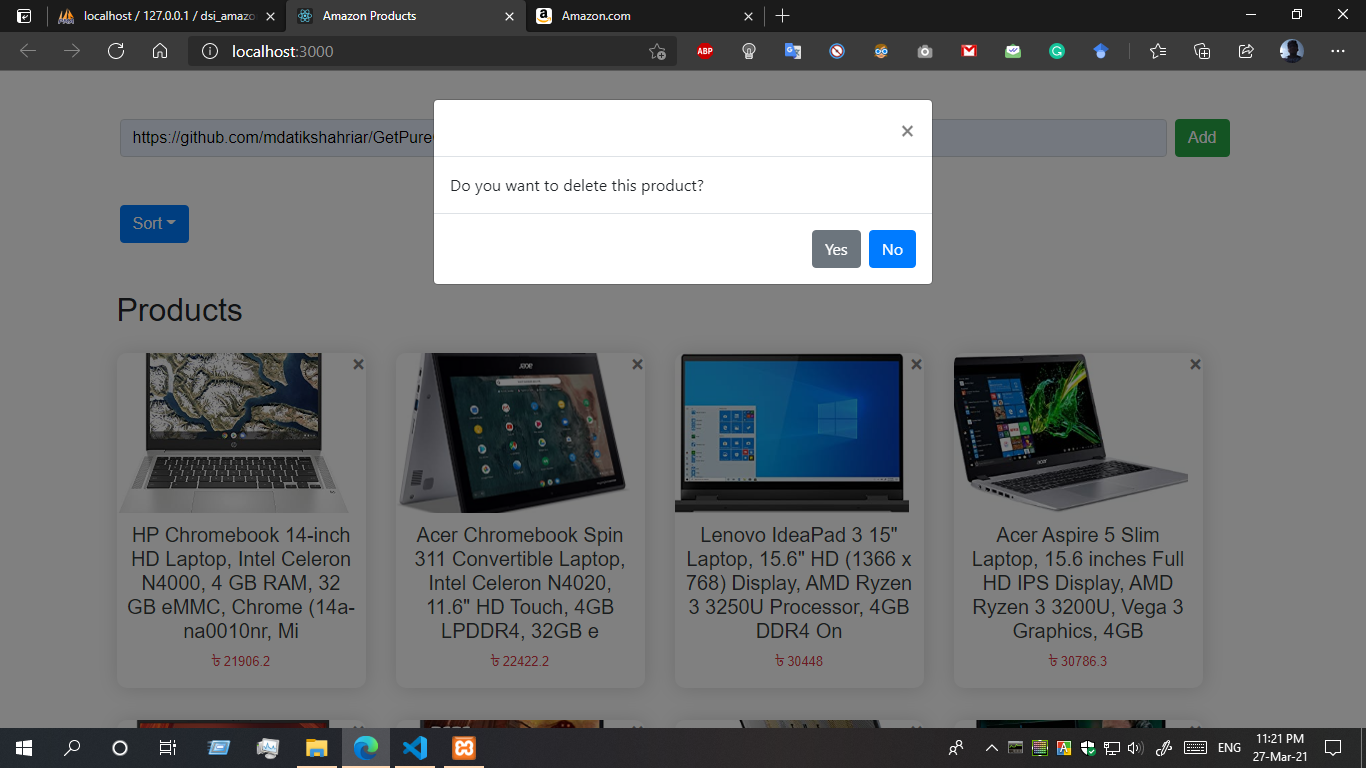 localhost / 127.0.0.1 / dsi_amazo
Amazon Products
Amazon.com
localhost:3000
ABP
https://github.com/mdatikshahriar/GetPure
Add
Do you want to delete this product?
Yes
No
Sort
Products
HP Chromebook 14-inch
HD Laptop, Intel Celeron
N4000, 4 GB RAM, 32
GB eMMC, Chrome (14a-
na0010nr, Mi
৳ 21906.2
acer
Acer Chromebook Spin
311 Convertible Laptop,
Intel Celeron N4020,
11.6" HD Touch, 4GB
LPDDR4, 32GB e
৳ 22422.2
Lenovo IdeaPad 3 15"
Laptop, 15.6" HD (1366 x
768) Display, AMD Ryzen
3 3250U Processor, 4GB
DDR4 On
৳ 30448
acer
Acer Aspire 5 Slim
Laptop, 15.6 inches Full
HD IPS Display, AMD
Ryzen 3 3200U, Vega 3
Graphics, 4GB
৳ 30786.3
ENG
11:21 PM
27-Mar-21